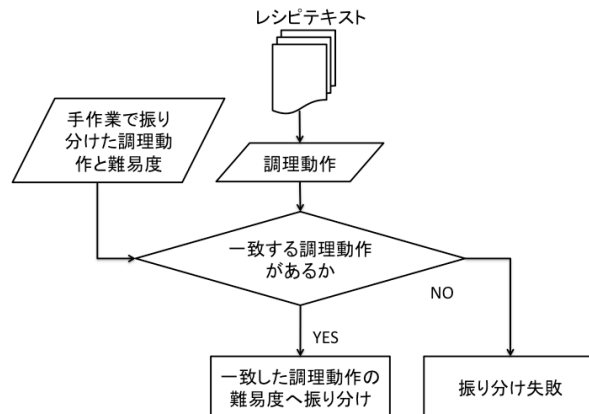 レシピテキスト
手作業で振り
分けた調理動
作と難易度
調理動作
一致する調理動作
があるか
NO
YES
一致した調理動作の
難易度へ振り分け
振り分け失敗